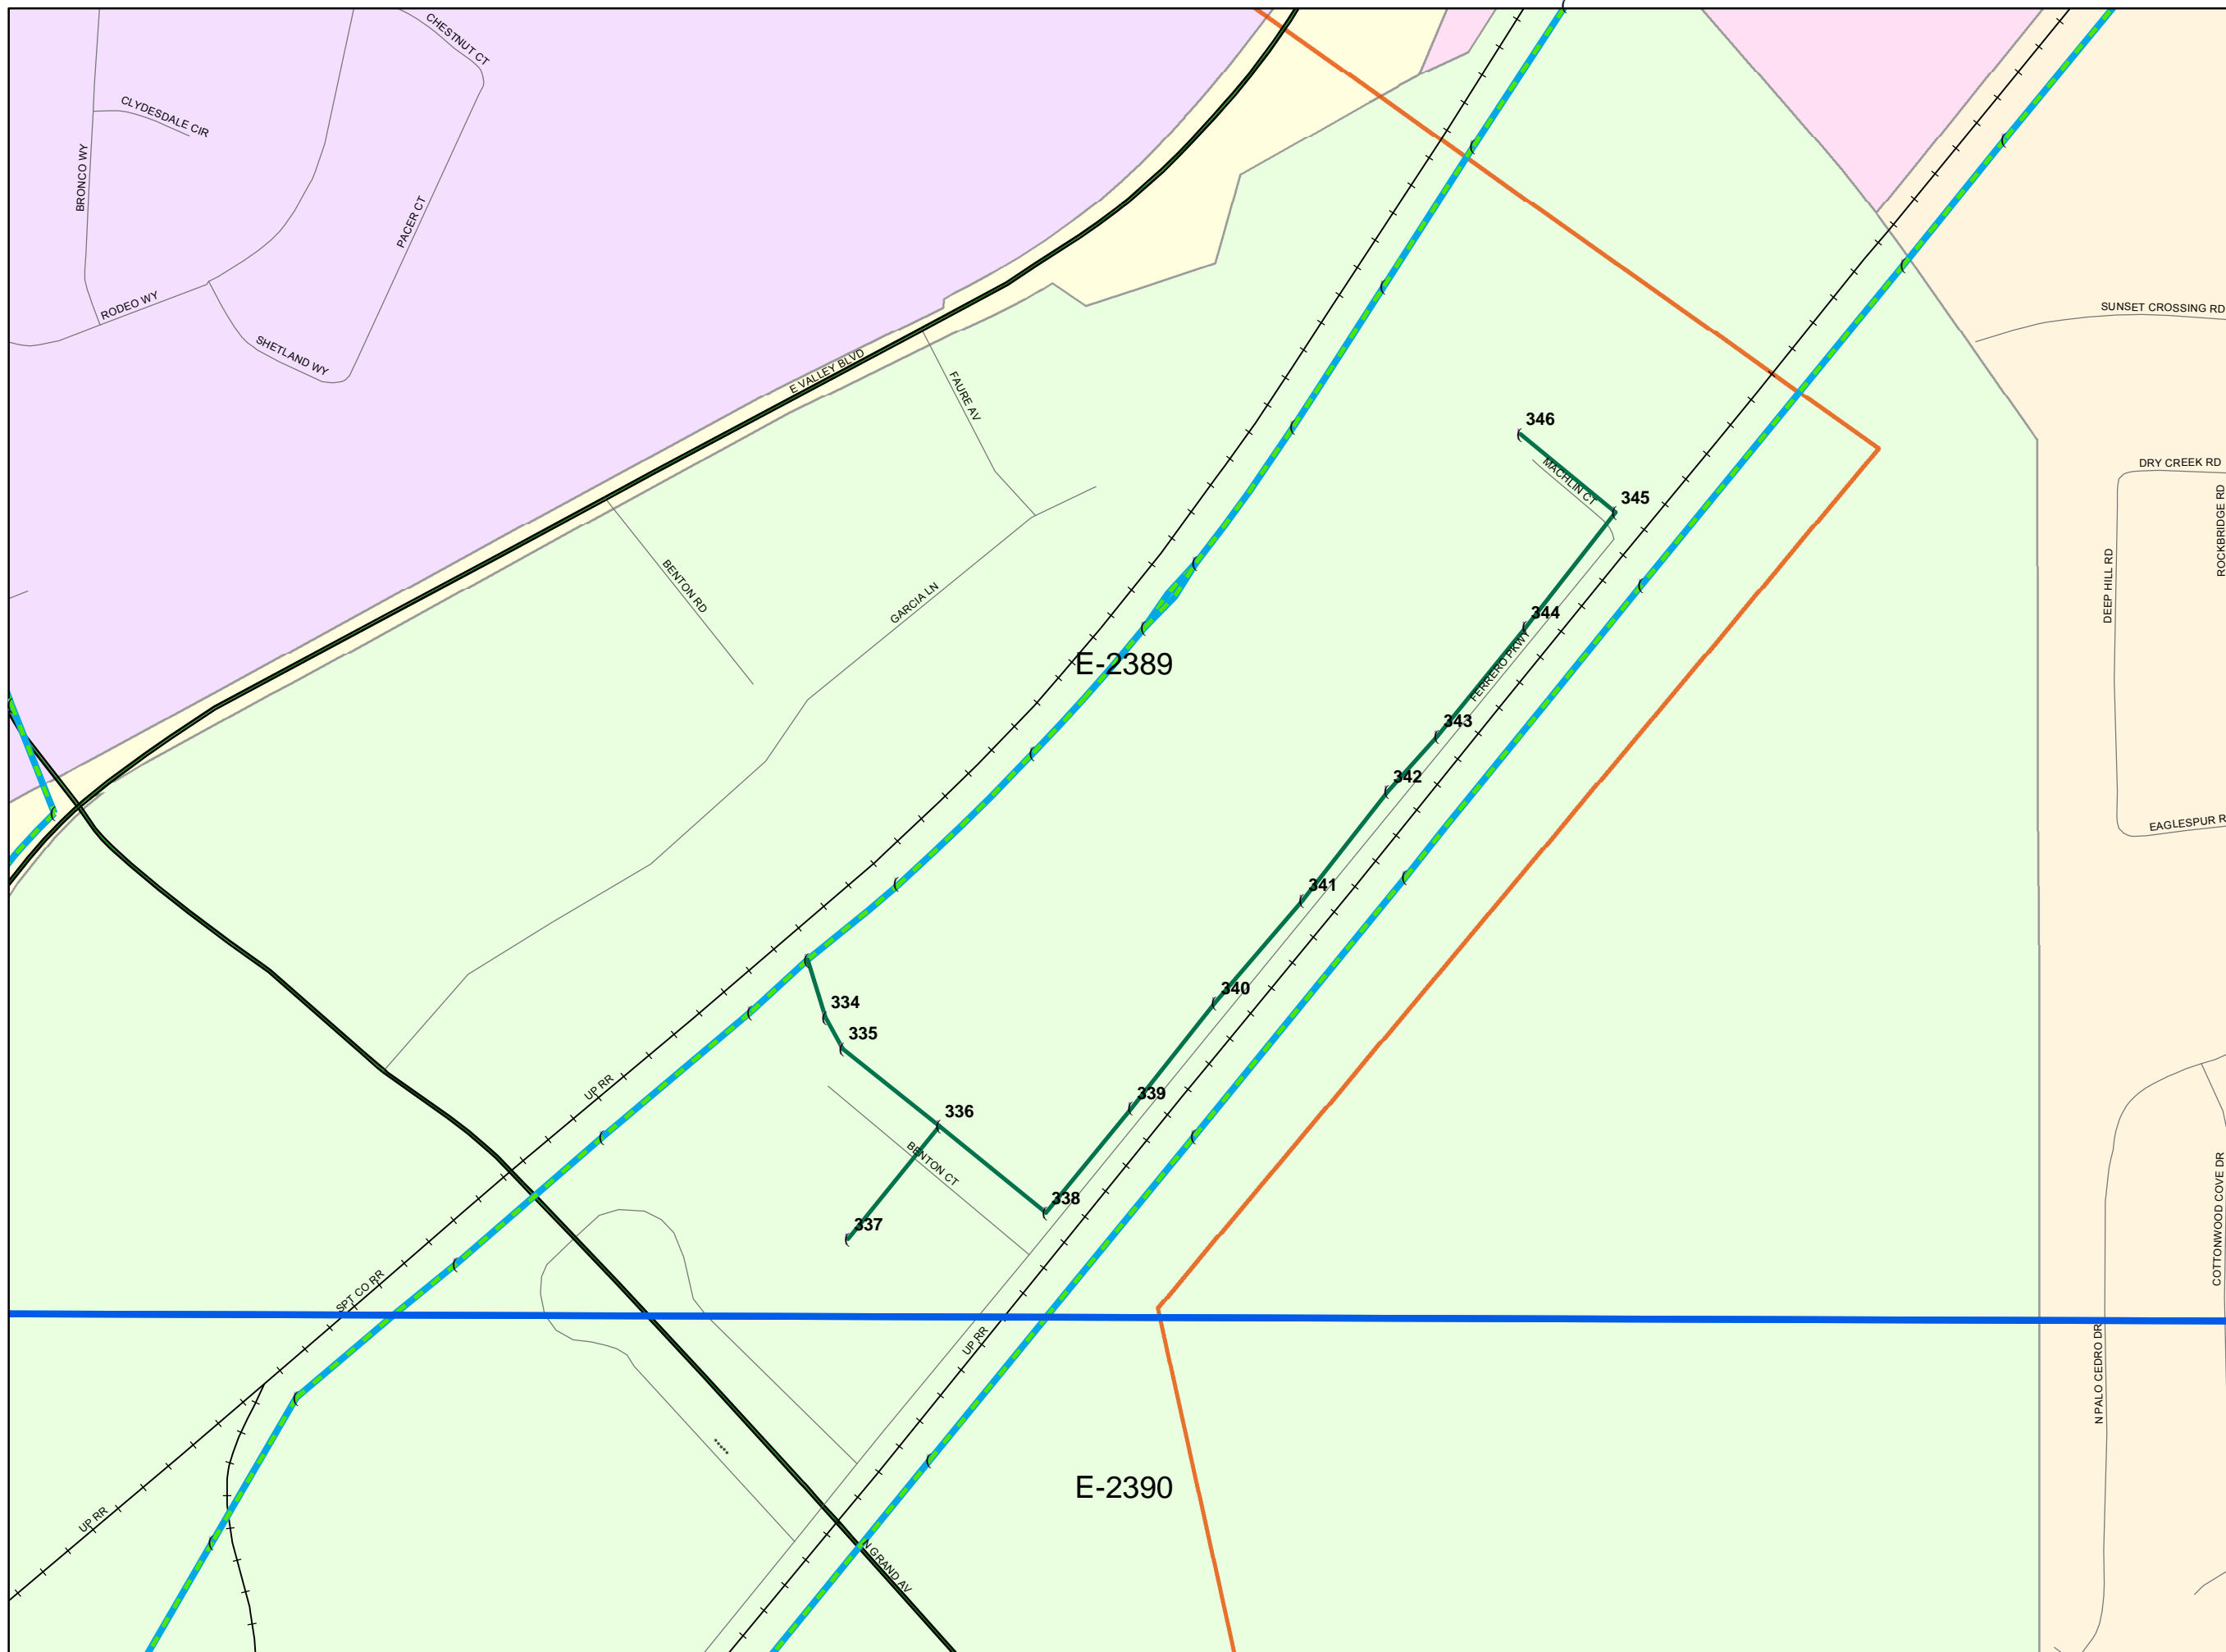 CHESTNUT CT
CLYDESDALE CIR
BRONCO WY
PACER CT
RODEO WY
SHETLAND WY
E VALLEY BLVD
FAURE AV
SUNSET CROSSING RD
346
MACHLIN CT
345
DRY CREEK RD
ROCKBRIDGE RD
DEEP HILL RD
BENTON RD
GARCIA LN
344
E-2389
FERRERO PKWY
343
342
EAGLESPUR R
341
340
334
335
UP RR
339
336
BENTON CT
338
337
COTTONWOOD COVE DR
SPT CO RR
UP RR
N PALO CEDRO DR
*****
E-2390
UP RR
N GRAND AV